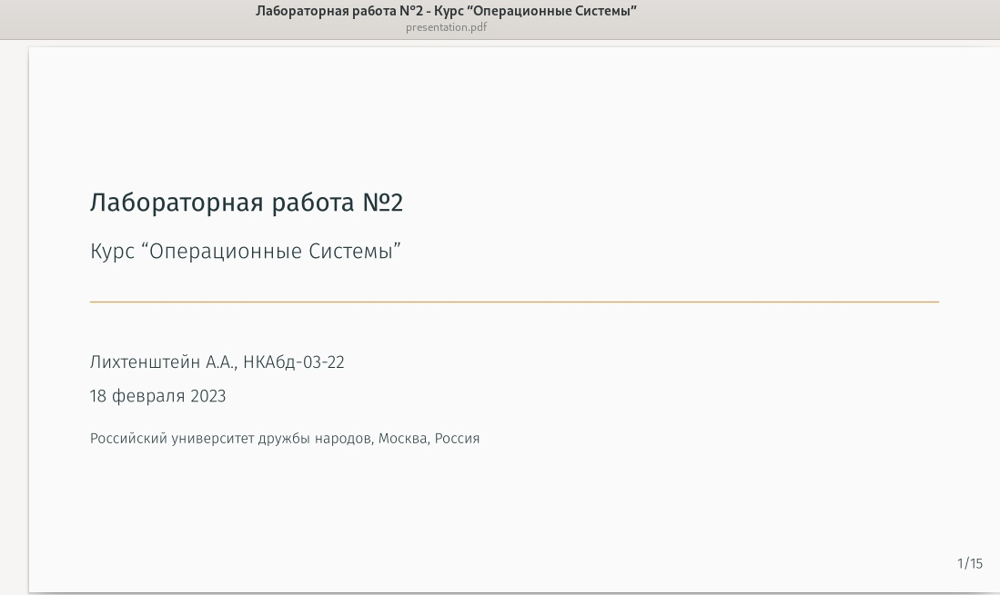 Лабораторная работа №2 - Курс “Операционные Системы”
presentation.pdf
Лабораторная работа №2
Курс “Операционные Системы”
Лихтенштейн А.А., НКАбд-03-22
18 февраля 2023
Российский университет дружбы народов, Москва, Россия
1/15